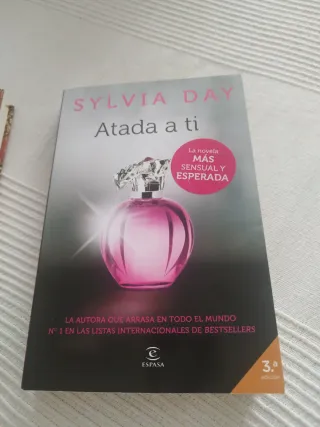 SYLVIA DAY
Atada a ti
La novela
MÁS
SENSUAL Y
ESPERADA
LA AUTORA QUE ARRASA EN TODO EL MUNDO
Nº 1 EN LAS LISTAS INTERNACIONALES DE BESTSELLERS
e
ESPASA
3.ª
edición